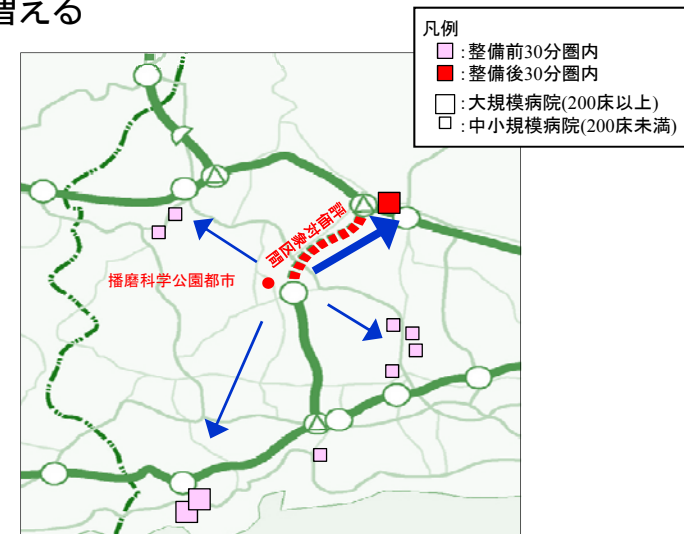 増える
凡例
:整備前30分圏内
:整備後30分圏内
:大規模病院(200床以上)
:中小規模病院(200床未満)
評価対象区間
播磨科学公園都市